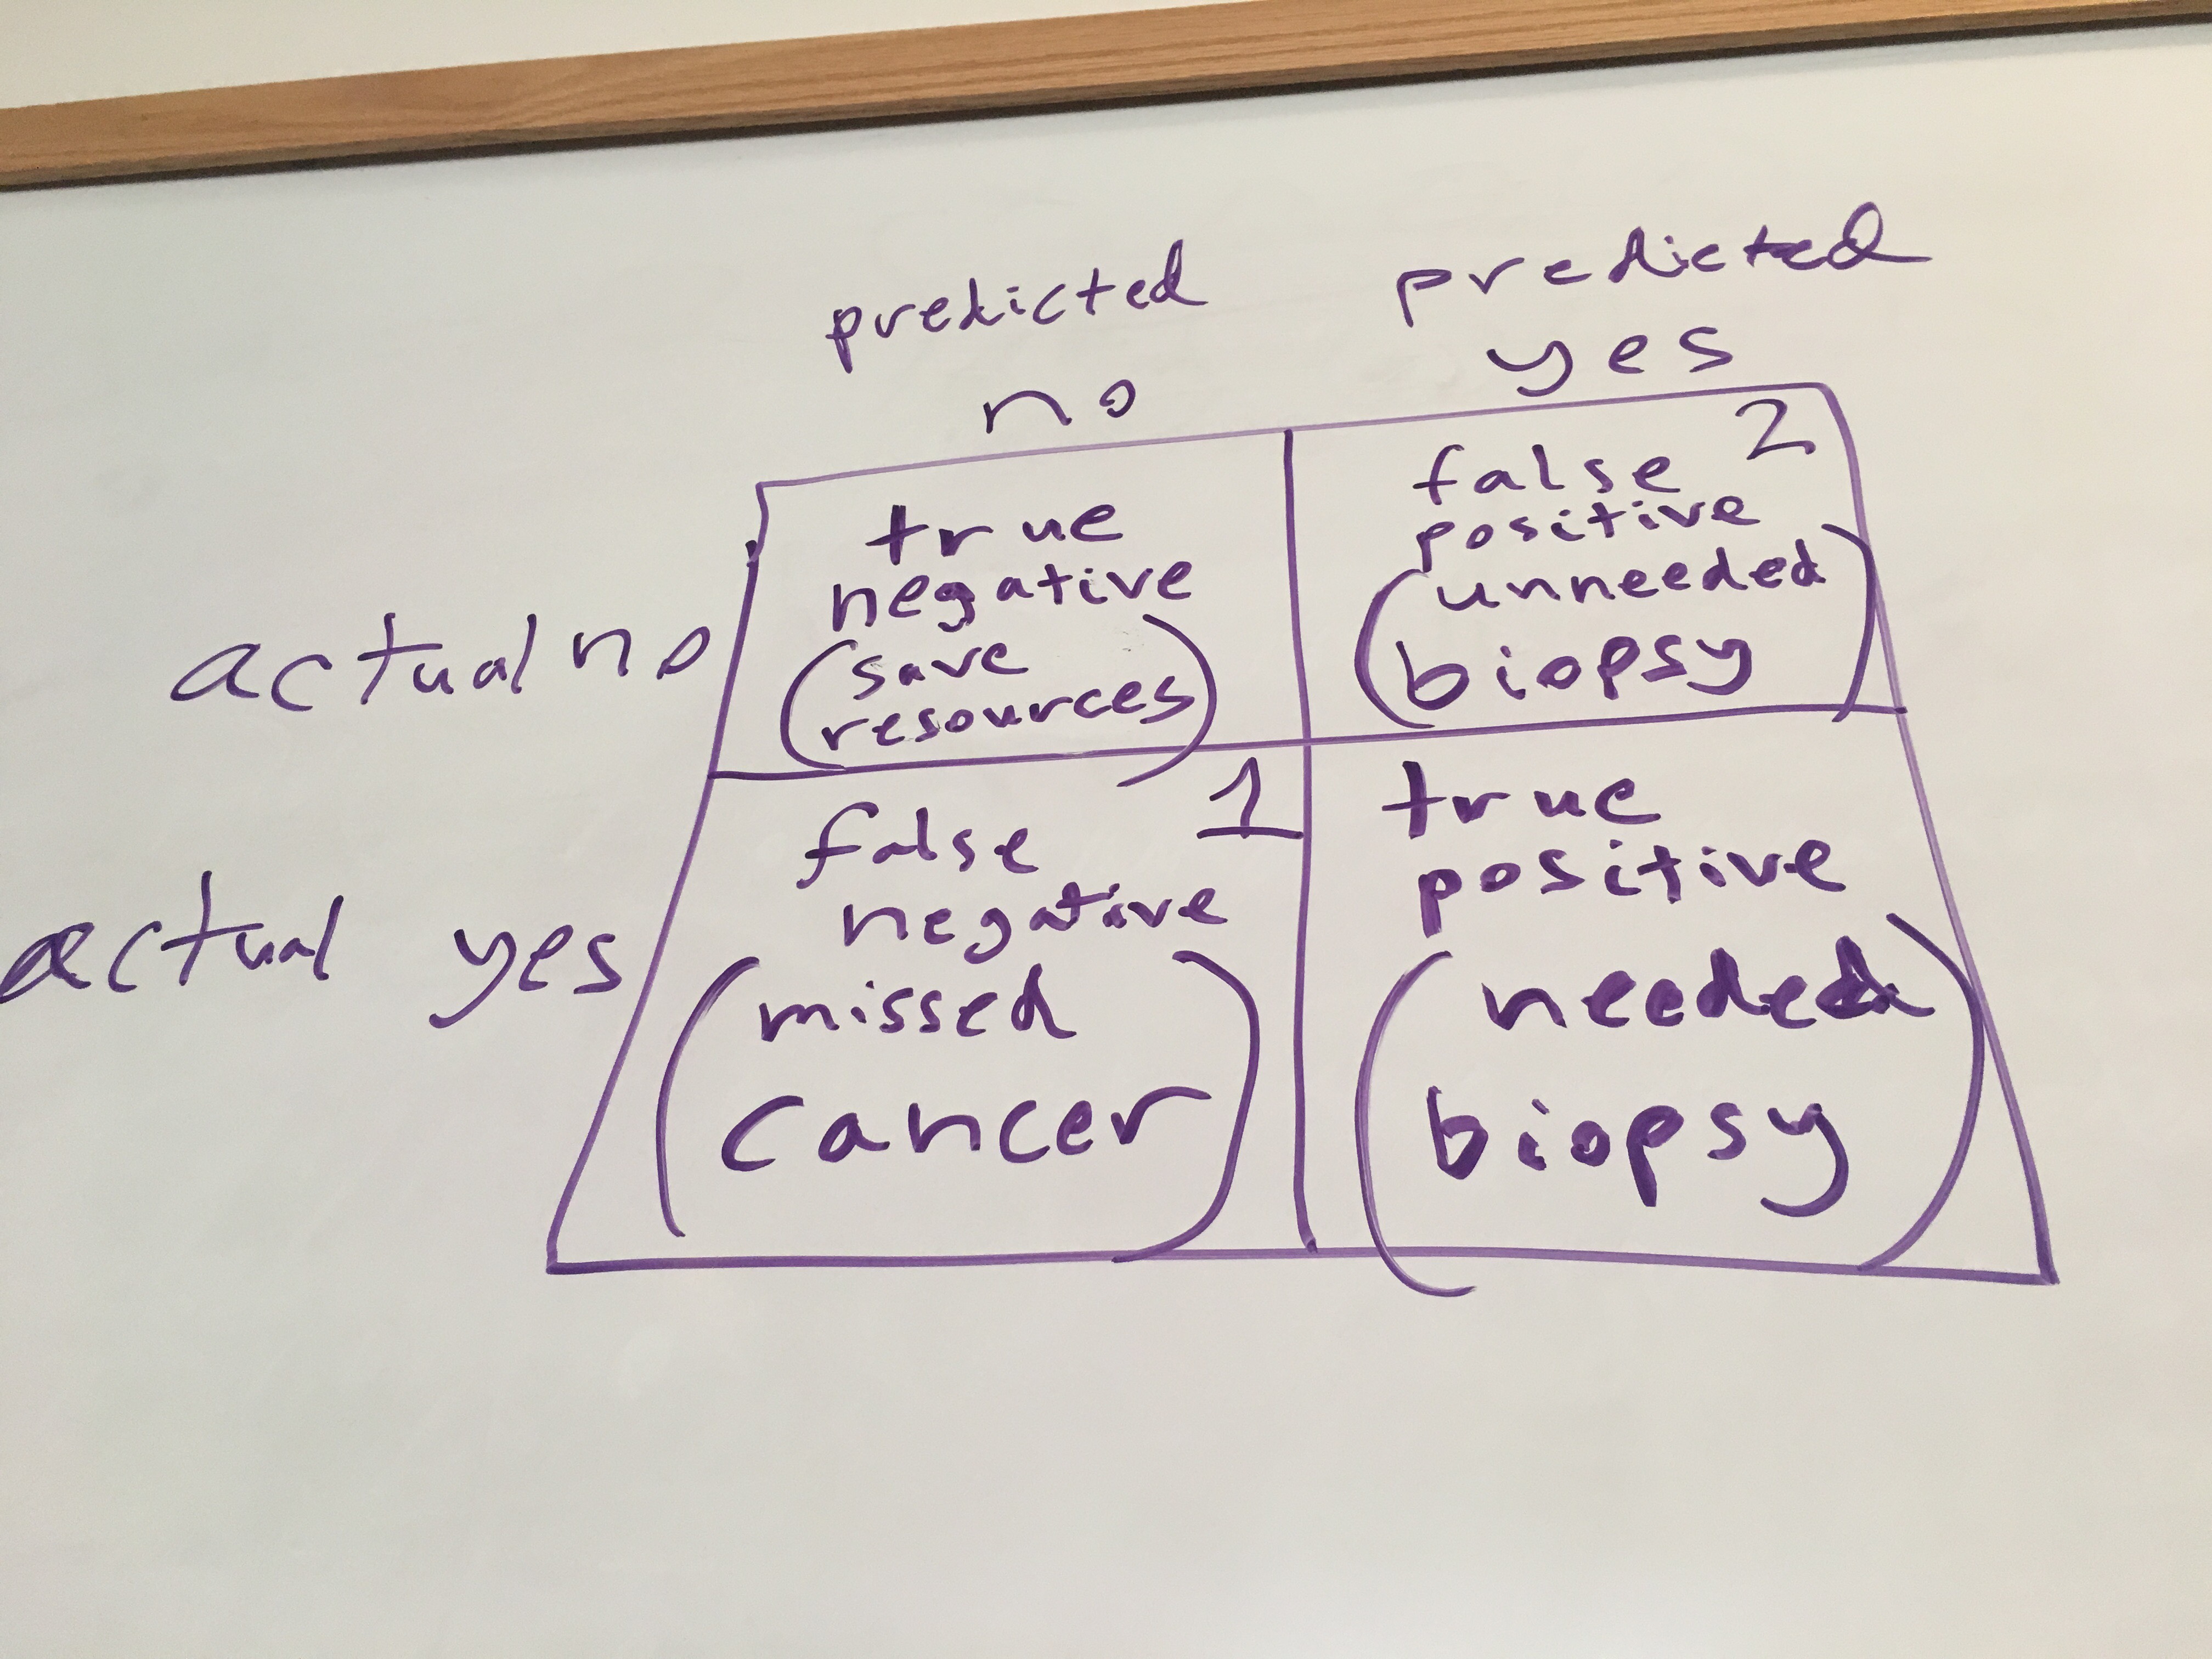 predicted no
predicted yes
actual no
true
negative
(save
resources)
false 2
positive
(unneeded
biopsy)
actual yes
false 1
negative
(missed
cancer)
true
positive
(needed
biopsy)